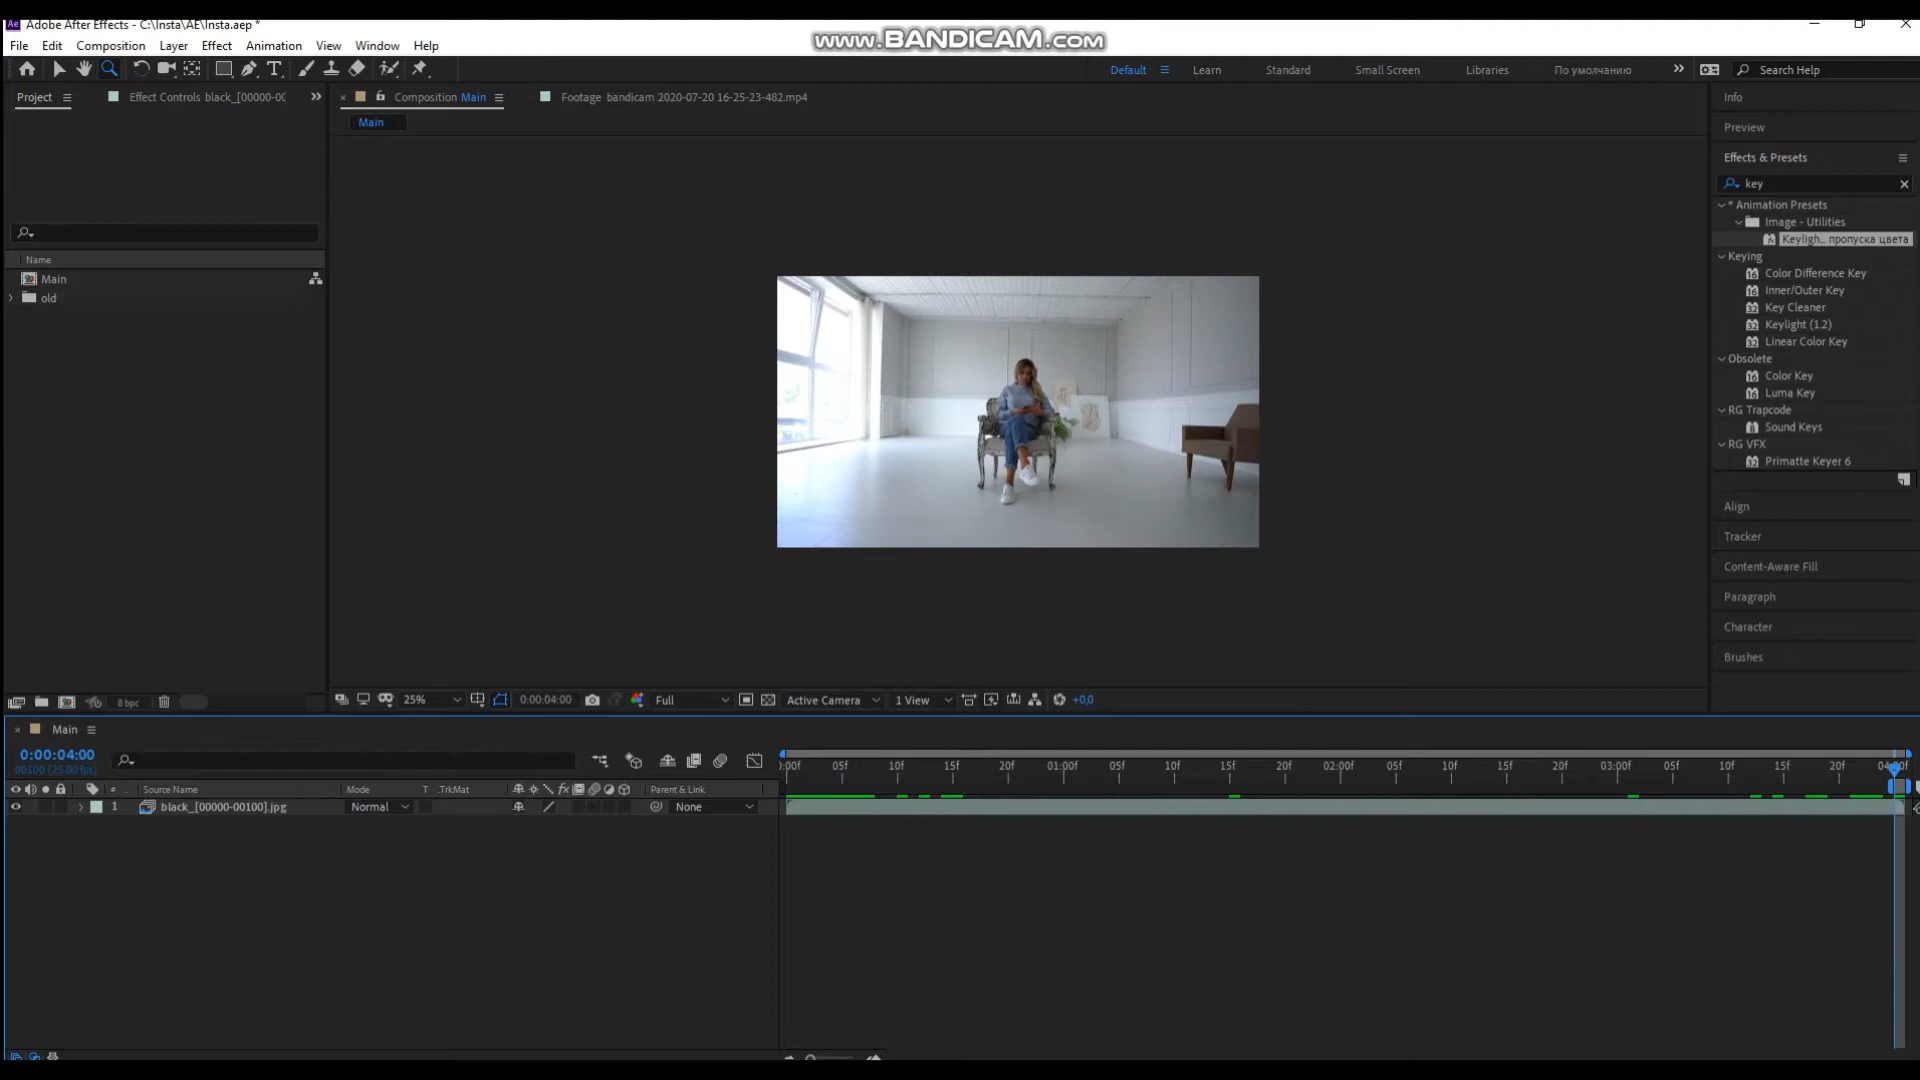 Adobe After Effects - C:\Insta\AE\Insta.aep *
www.BANDICAM.com
File Edit Composition Layer Effect Animation View Window Help
Default Learn Standard Small Screen Libraries По умолчанию Search Help
Project Effect Controls black_[00000-0( Composition Main Footage bandicam 2020-07-20 16-25-23-482.mp4 Info
Main
Preview
Effects & Presets
key
* Animation Presets
Image - Utilities
Keyligh... пропуска цвета
Keying
Color Difference Key
Inner/Outer Key
Key Cleaner
Keylight (1.2)
Linear Color Key
Obsolete
Color Key
Luma Key
RG Trapcode
Sound Keys
RG VFX
Primatte Keyer 6
Align
Tracker
Content-Aware Fill
Paragraph
Character
Brushes
Name
Main
old
8 bpc 25% 0:00:04:00 Full Active Camera 1 View +0,0
Main
0:00:04:00
00100 (25.00 fps)
:00f 05f 10f 15f 20f 01:00f 05f 10f 15f 20f 02:00f 05f 10f 15f 20f 03:00f 05f 10f 15f 20f 04:00f
# Source Name Mode T .TrkMat fx Parent & Link
1 black_[00000-00100].jpg Normal None